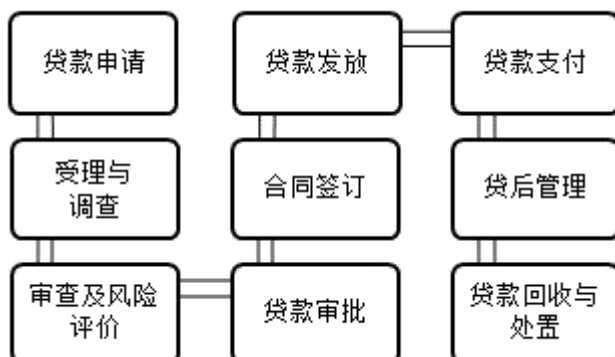 贷款申请
受理与
调查
审查及风险
评价
贷款审批
合同签订
贷款发放
贷款支付
贷后管理
贷款回收与
处置